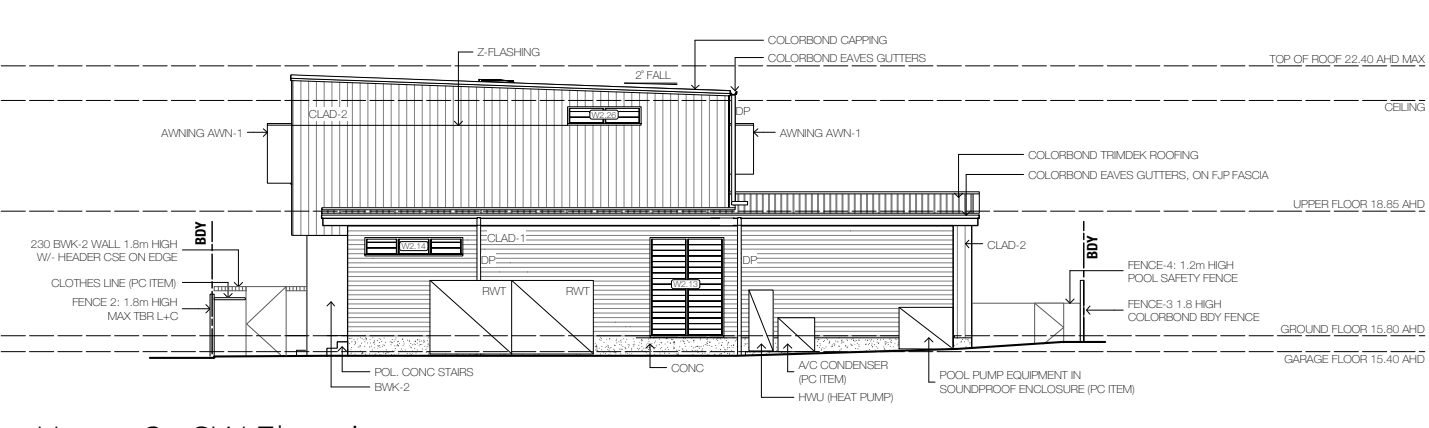 COLORBOND CAPPING
Z-FLASHING
COLORBOND EAVES GUTTERS
TOP OF ROOF 22.40 AHD MAX
2° FALL
CEILING
CLAD-2
W2.26
DP
AWNING AWN-1
AWNING AWN-1
COLORBOND TRIMDEK ROOFING
COLORBOND EAVES GUTTERS, ON FJP FASCIA
UPPER FLOOR 18.85 AHD
BDY
230 BWK-2 WALL 1.8m HIGH
W/- HEADER CSE ON EDGE
CLAD-1
W2.14
CLAD-2
BDY
DP
DP
CLOTHES LINE (PC ITEM)
FENCE-4: 1.2m HIGH
POOL SAFETY FENCE
W2.13
RWT
RWT
FENCE 2: 1.8m HIGH
MAX TBR L+C
FENCE-3 1.8 HIGH
COLORBOND BDY FENCE
GROUND FLOOR 15.80 AHD
GARAGE FLOOR 15.40 AHD
POL. CONC STAIRS
BWK-2
CONC
A/C CONDENSER
(PC ITEM)
HWU (HEAT PUMP)
POOL PUMP EQUIPMENT IN
SOUNDPROOF ENCLOSURE (PC ITEM)